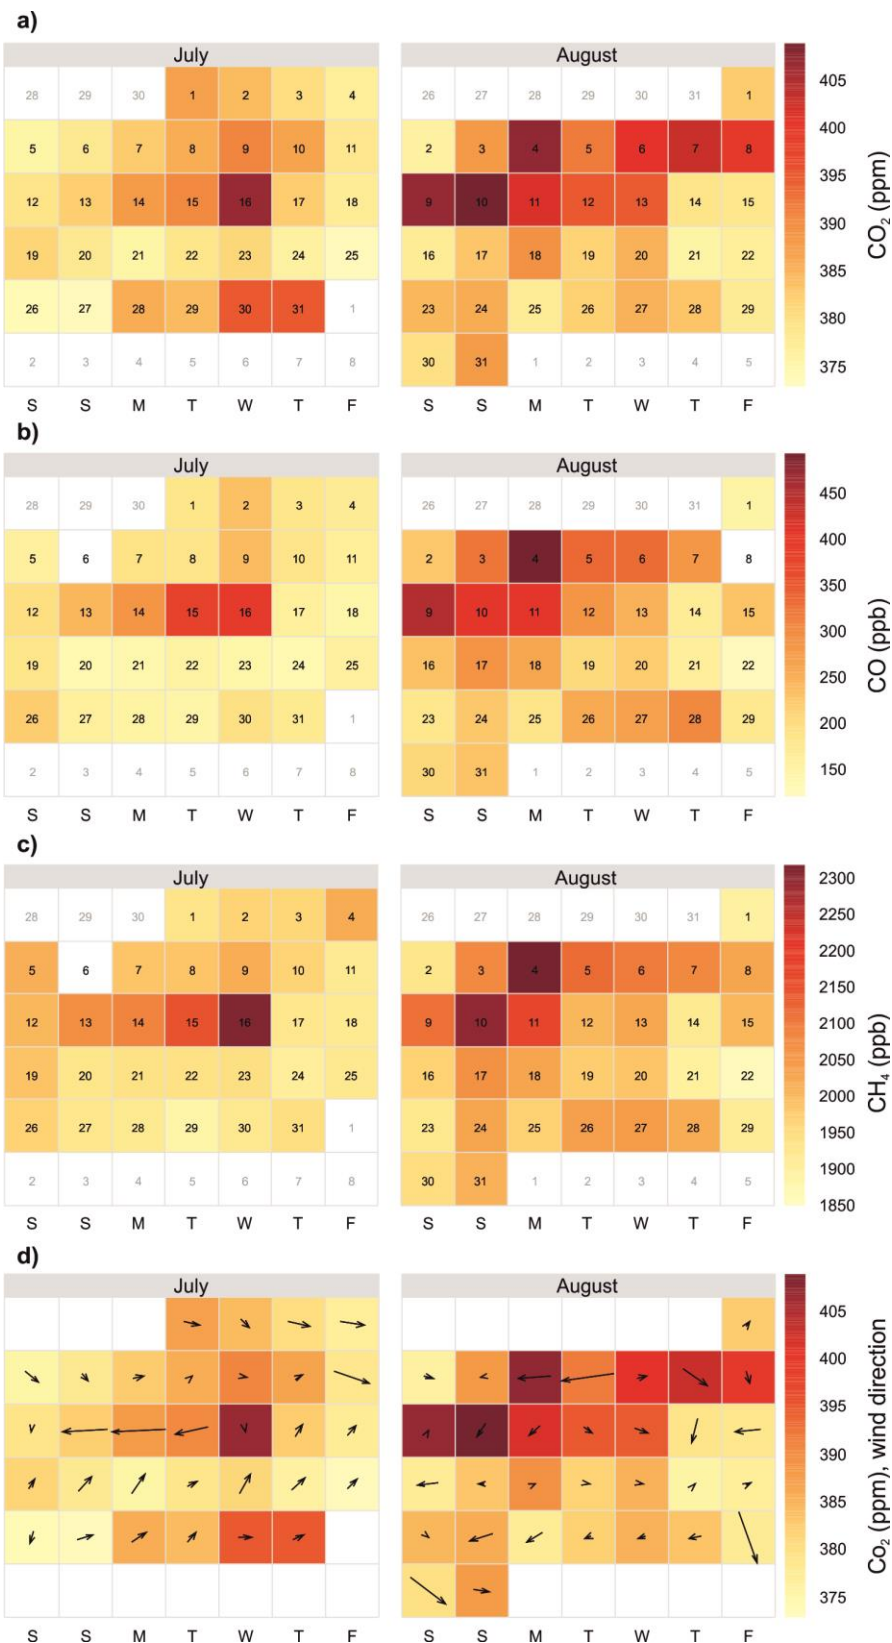 a)
July August
28 29 30 1 2 3 4 26 27 28 29 30 31 1
5 6 7 8 9 10 11 2 3 4 5 6 7 8
12 13 14 15 16 17 18 9 10 11 12 13 14 15
19 20 21 22 23 24 25 16 17 18 19 20 21 22
26 27 28 29 30 31 1 23 24 25 26 27 28 29
2 3 4 5 6 7 8 30 31 1 2 3 4 5
S S M T W T F S S M T W T F
405
400
395
390
385
380
375
CO2 (ppm)
b)
July August
28 29 30 1 2 3 4 26 27 28 29 30 31 1
5 6 7 8 9 10 11 2 3 4 5 6 7 8
12 13 14 15 16 17 18 9 10 11 12 13 14 15
19 20 21 22 23 24 25 16 17 18 19 20 21 22
26 27 28 29 30 31 1 23 24 25 26 27 28 29
2 3 4 5 6 7 8 30 31 1 2 3 4 5
S S M T W T F S S M T W T F
450
400
350
300
250
200
150
CO (ppb)
c)
July August
28 29 30 1 2 3 4 26 27 28 29 30 31 1
5 6 7 8 9 10 11 2 3 4 5 6 7 8
12 13 14 15 16 17 18 9 10 11 12 13 14 15
19 20 21 22 23 24 25 16 17 18 19 20 21 22
26 27 28 29 30 31 1 23 24 25 26 27 28 29
2 3 4 5 6 7 8 30 31 1 2 3 4 5
S S M T W T F S S M T W T F
2300
2250
2200
2150
2100
2050
2000
1950
1900
1850
CH4 (ppb)
d)
July August
S S M T W T F S S M T W T F
405
400
395
390
385
380
375
Co2 (ppm), wind direction